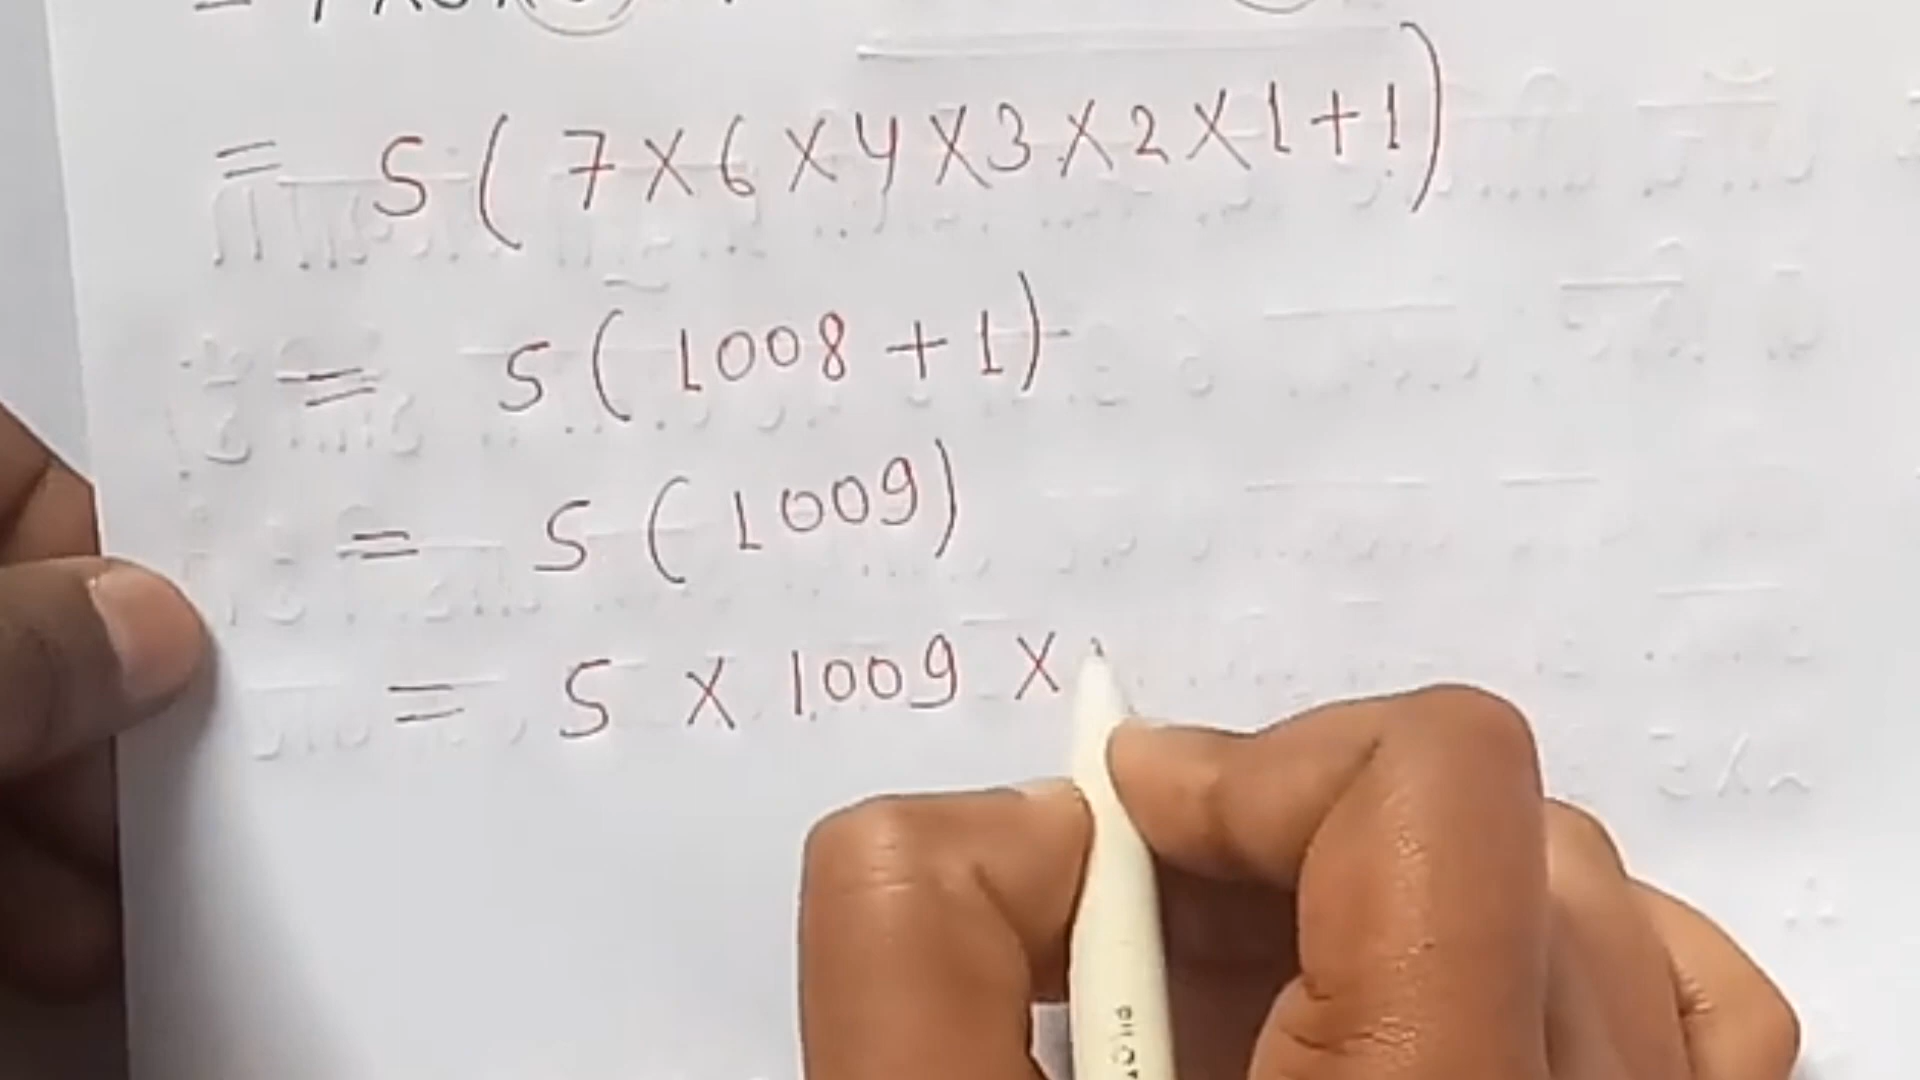 = 5 ( 7 × 6 × 4 × 3 × 2 × 1 + 1 )
= 5 ( 1008 + 1 )
= 5 ( 1009 )
= 5 × 1009 ×